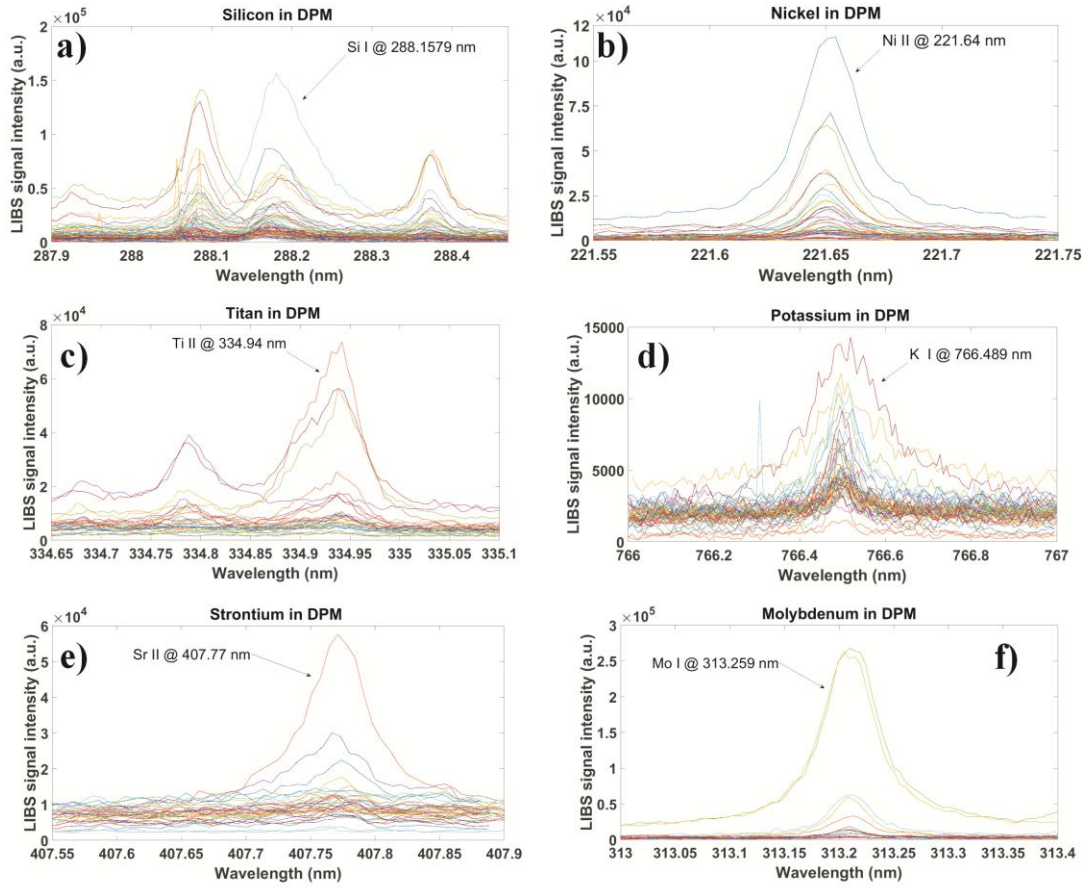 Silicon in DPM
×10⁵
a)
Si I @ 288.1579 nm
LIBS signal intensity (a.u.)
2
1.5
1
0.5
0
287.9 288 288.1 288.2 288.3 288.4
Wavelength (nm)
Nickel in DPM
×10⁴
b)
Ni II @ 221.64 nm
LIBS signal intensity (a.u.)
12
10
7.5
5
2.5
0
221.55 221.6 221.65 221.7 221.75
Wavelength (nm)
Titan in DPM
×10⁴
c)
Ti II @ 334.94 nm
LIBS signal intensity (a.u.)
8
6
4
2
0
334.65 334.7 334.75 334.8 334.85 334.9 334.95 335 335.05 335.1
Wavelength (nm)
Potassium in DPM
d)
K I @ 766.489 nm
LIBS signal intensity (a.u.)
15000
10000
5000
0
766 766.2 766.4 766.6 766.8 767
Wavelength (nm)
Strontium in DPM
×10⁴
e)
Sr II @ 407.77 nm
LIBS signal intensity (a.u.)
6
5
4
3
2
1
0
407.55 407.6 407.65 407.7 407.75 407.8 407.85 407.9
Wavelength (nm)
Molybdenum in DPM
×10⁵
f)
Mo I @ 313.259 nm
LIBS signal intensity (a.u.)
3
2.5
2
1.5
1
0.5
0
313 313.05 313.1 313.15 313.2 313.25 313.3 313.35 313.4
Wavelength (nm)